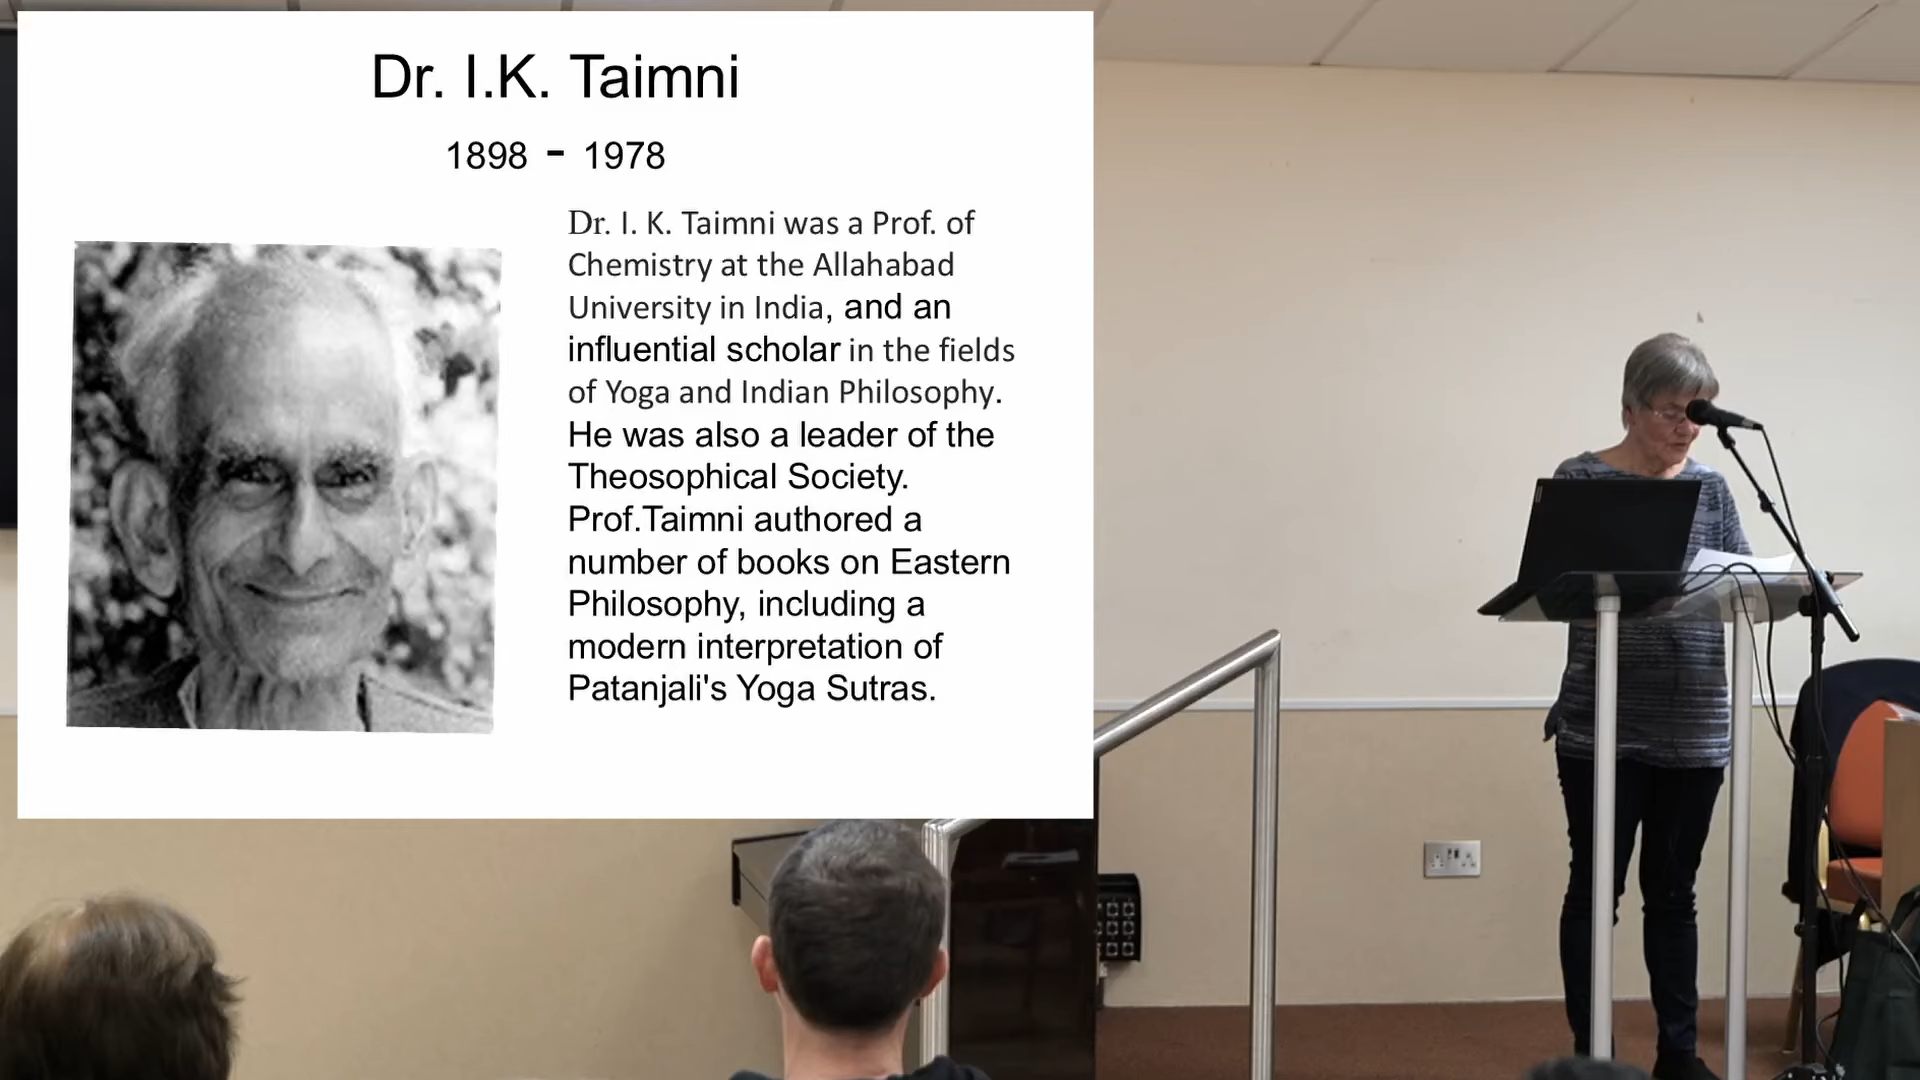 Dr. I.K. Taimni
1898 - 1978
Dr. I. K. Taimni was a Prof. of
Chemistry at the Allahabad
University in India, and an
influential scholar in the fields
of Yoga and Indian Philosophy.
He was also a leader of the
Theosophical Society.
Prof.Taimni authored a
number of books on Eastern
Philosophy, including a
modern interpretation of
Patanjali's Yoga Sutras.